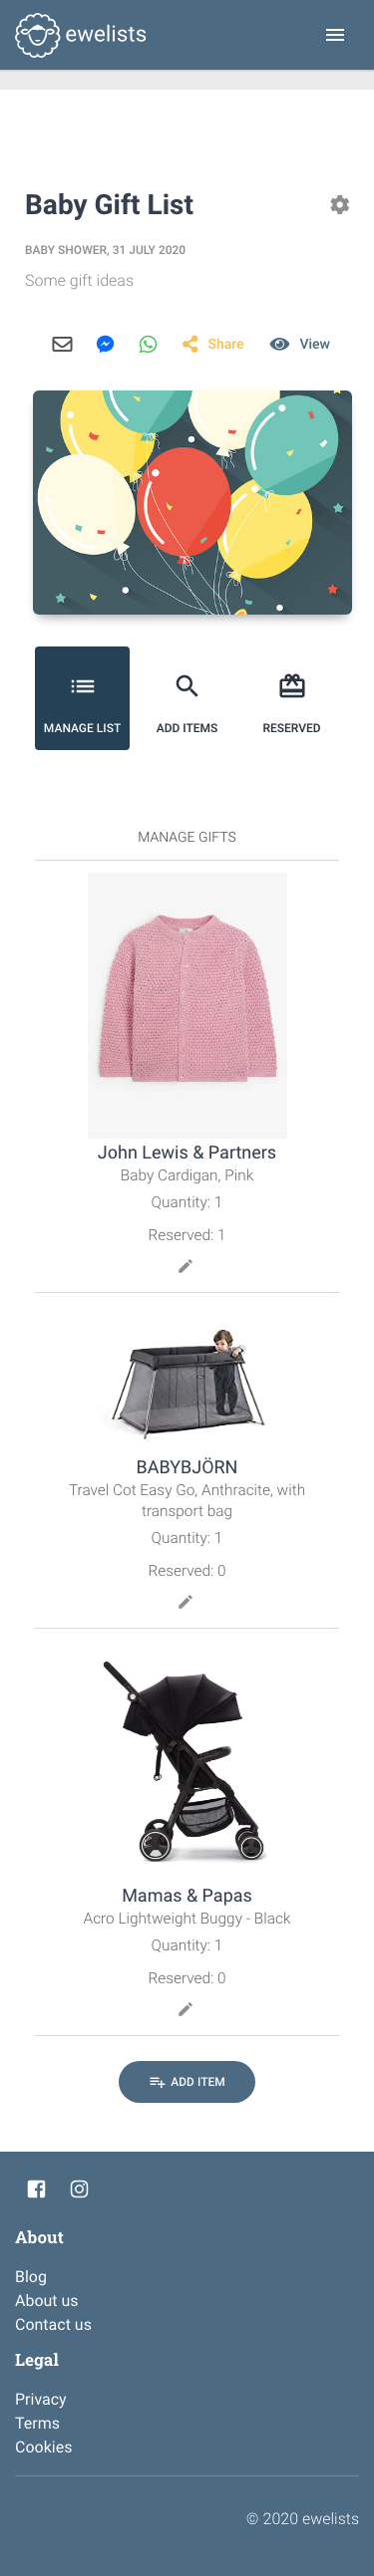 ewelists
Baby Gift List
BABY SHOWER, 31 JULY 2020
Some gift ideas
Share View
MANAGE LIST ADD ITEMS RESERVED
MANAGE GIFTS
John Lewis & Partners
Baby Cardigan, Pink
Quantity: 1
Reserved: 1
BABYBJÖRN
Travel Cot Easy Go, Anthracite, with
transport bag
Quantity: 1
Reserved: 0
Mamas & Papas
Acro Lightweight Buggy - Black
Quantity: 1
Reserved: 0
ADD ITEM
About
Blog
About us
Contact us
Legal
Privacy
Terms
Cookies
© 2020 ewelists